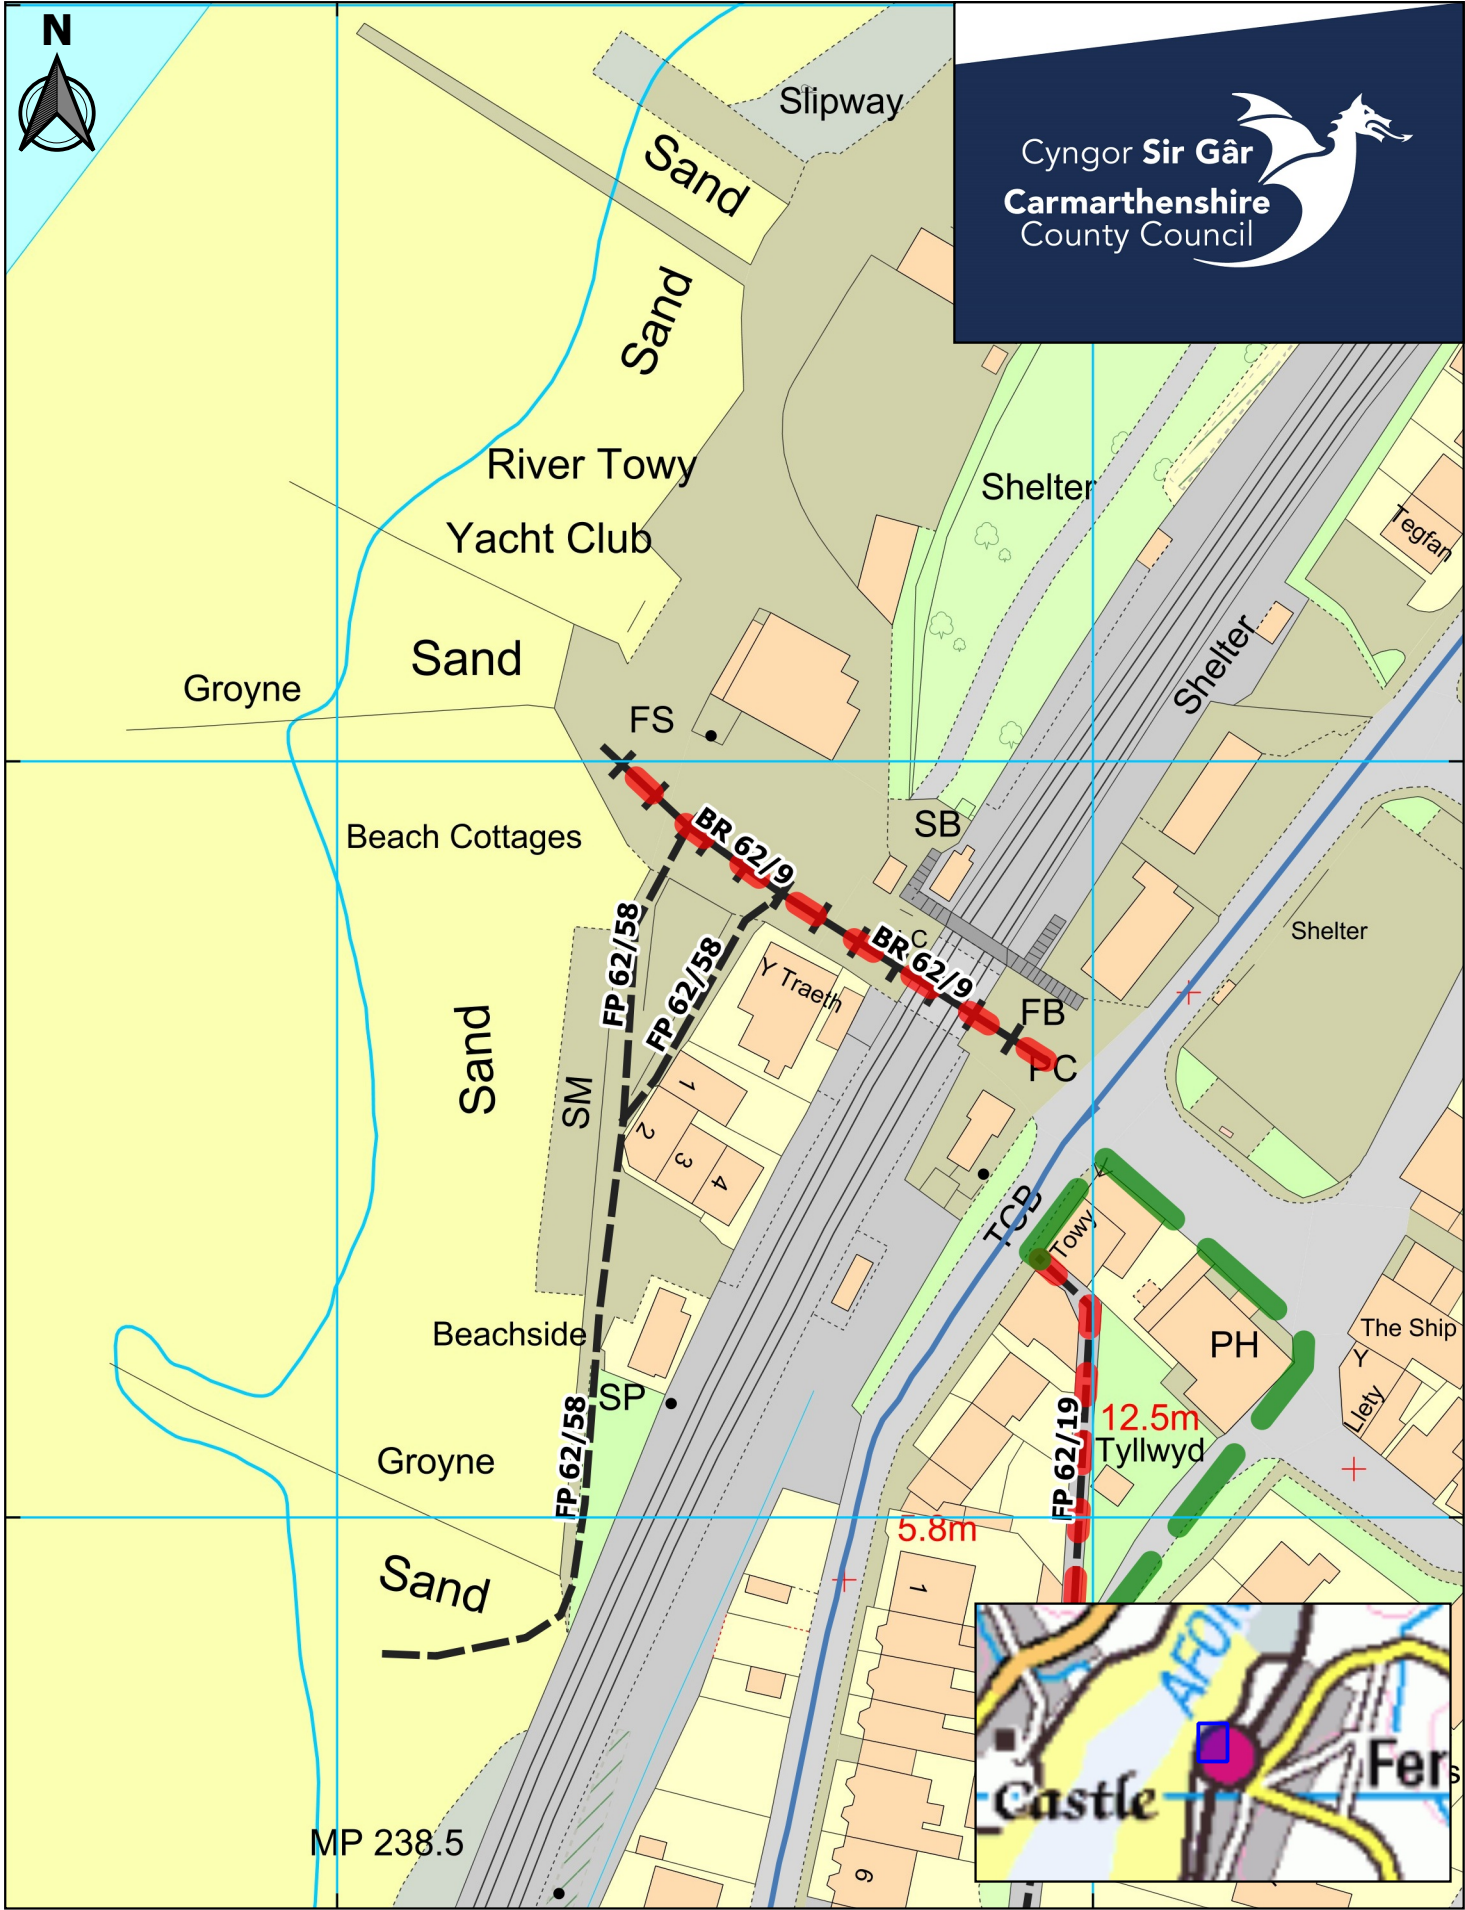 N
Slipway
Cyngor Sir Gâr
Carmarthenshire
County Council
Sand
Sand
River Towy
Shelter
Yacht Club
Tegfan
Sand
Shelter
Groyne
FS
SB
Beach Cottages
BR 62/9
FP 62/58
FP 62/58
BR 62/9
C
Shelter
Y Traeth
FB
PC
Sand
SM
1
2
3
4
TCB
Towy
Beachside
PH
The Ship
Y
Llety
SP
12.5m
Tyllwyd
FP 62/58
FP 62/19
Groyne
5.8m
Sand
1
Castle
Fer
s
MP 238.5
6